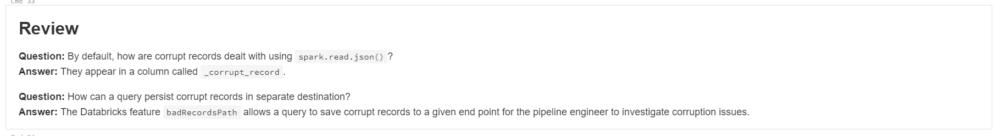 Cmd 33
Review
Question: By default, how are corrupt records dealt with using spark.read.json() ?
Answer: They appear in a column called _corrupt_record .
Question: How can a query persist corrupt records in separate destination?
Answer: The Databricks feature badRecordsPath allows a query to save corrupt records to a given end point for the pipeline engineer to investigate corruption issues.